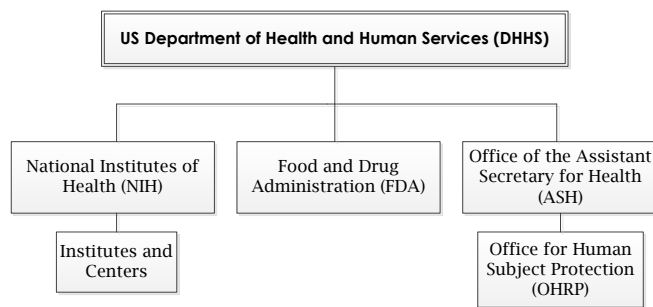 US Department of Health and Human Services (DHHS)
National Institutes of
Health (NIH)
Food and Drug
Administration (FDA)
Office of the Assistant
Secretary for Health
(ASH)
Institutes and
Centers
Office for Human
Subject Protection
(OHRP)